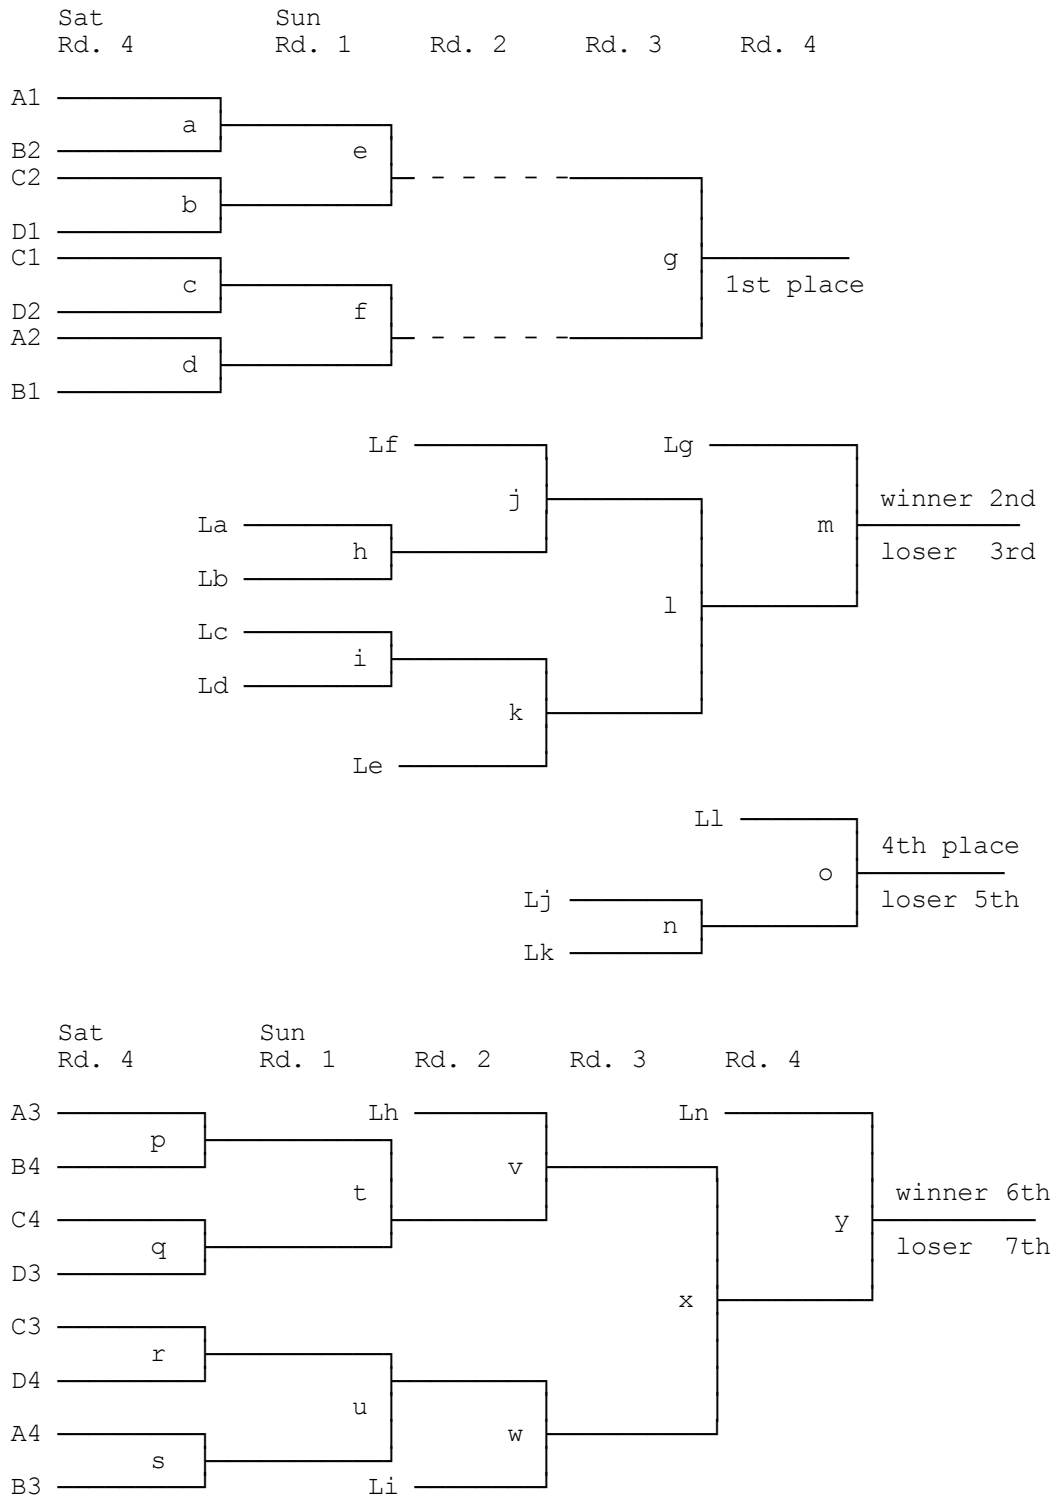 Sat Sun
Rd. 4 Rd. 1 Rd. 2 Rd. 3 Rd. 4
A1
a
B2 e
C2
b
D1
C1 g
c 1st place
D2 f
A2
d
B1
Lf Lg
j winner 2nd
La m
h loser 3rd
Lb
l
Lc
i
Ld
k
Le
Ll
4th place
o
Lj loser 5th
n
Lk
Sat Sun
Rd. 4 Rd. 1 Rd. 2 Rd. 3 Rd. 4
A3 Lh Ln
p
B4 v
t winner 6th
C4 y
q loser 7th
D3
x
C3
r
D4
u
A4 w
s
B3 Li